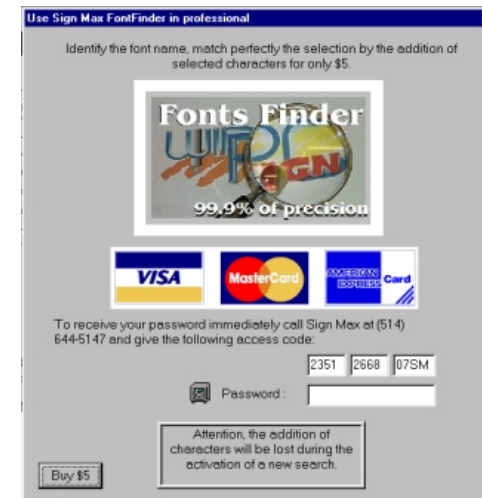 Use Sign Max FontFinder in professional
Identify the font name, match perfectly the selection by the addition of
selected characters for only $5.
Fonts Finder
SIGN
99.9% of precision
VISA
MasterCard
AMERICAN
EXPRESS Card
To receive your password immediately call Sign Max at (514)
644-5147 and give the following access code:
2351 2668 07SM
Password :
Attention, the addition of
characters will be lost during the
activation of a new search.
Buy $5